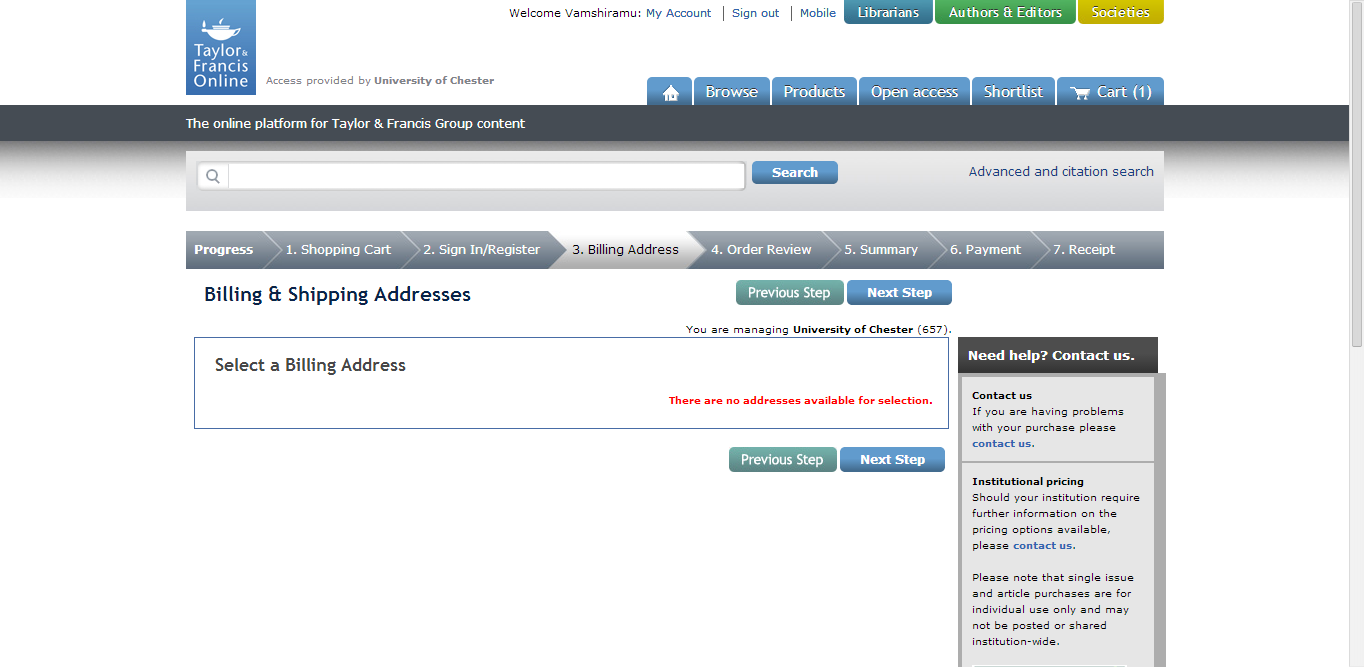 Welcome Vamshiramu: My Account Sign out Mobile Librarians Authors & Editors Societies
Taylor &
Francis
Online
Access provided by University of Chester
Browse Products Open access Shortlist Cart (1)
The online platform for Taylor & Francis Group content
Search Advanced and citation search
Progress 1. Shopping Cart 2. Sign In/Register 3. Billing Address 4. Order Review 5. Summary 6. Payment 7. Receipt
Billing & Shipping Addresses Previous Step Next Step
You are managing University of Chester (657).
Select a Billing Address
There are no addresses available for selection.
Previous Step Next Step
Need help? Contact us.
Contact us
If you are having problems
with your purchase please
contact us.
Institutional pricing
Should your institution require
further information on the
pricing options available,
please contact us.
Please note that single issue
and article purchases are for
individual use only and may
not be posted or shared
institution-wide.